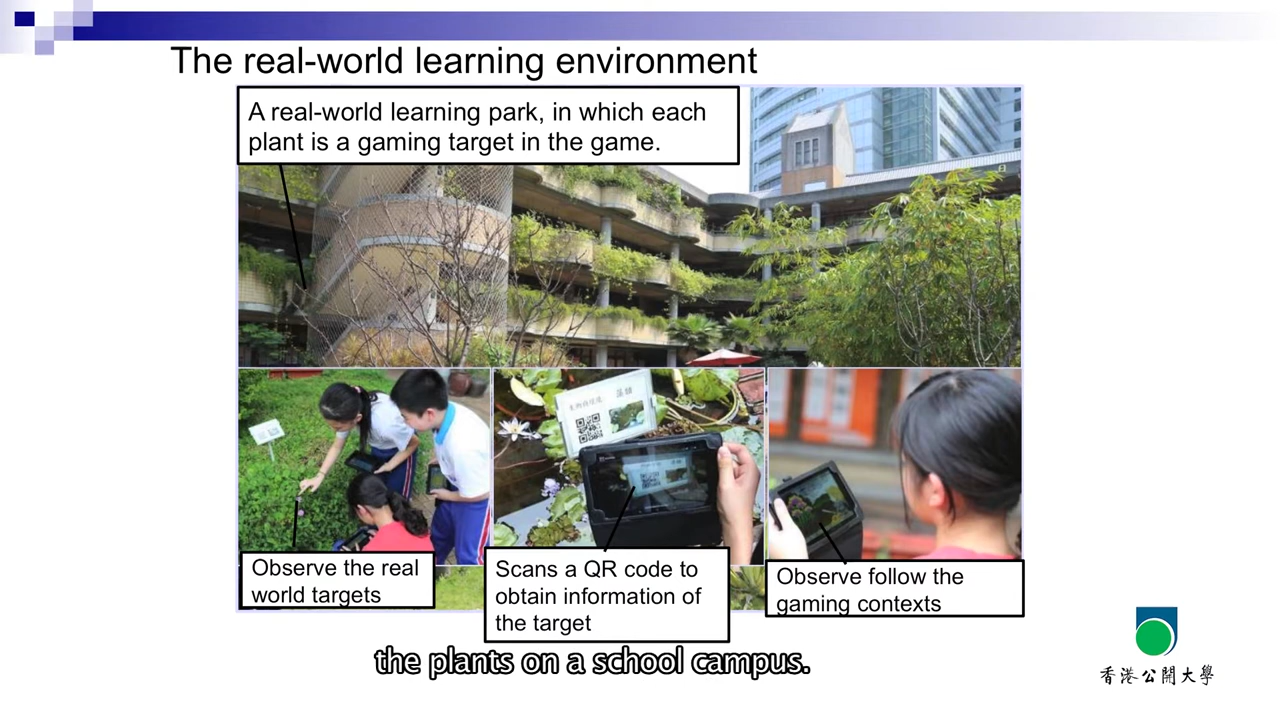 The real-world learning environment
A real-world learning park, in which each
plant is a gaming target in the game.
Observe the real
world targets
Scans a QR code to
obtain information of
the target
Observe follow the
gaming contexts
the plants on a school campus.
香港公開大學